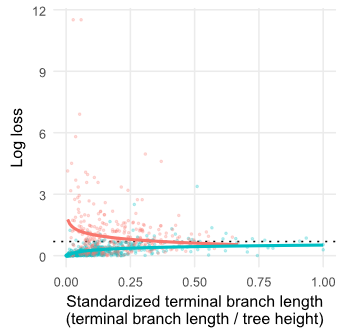 12
9
6
3
0
Log loss
0.00 0.25 0.50 0.75 1.00
Standardized terminal branch length
(terminal branch length / tree height)